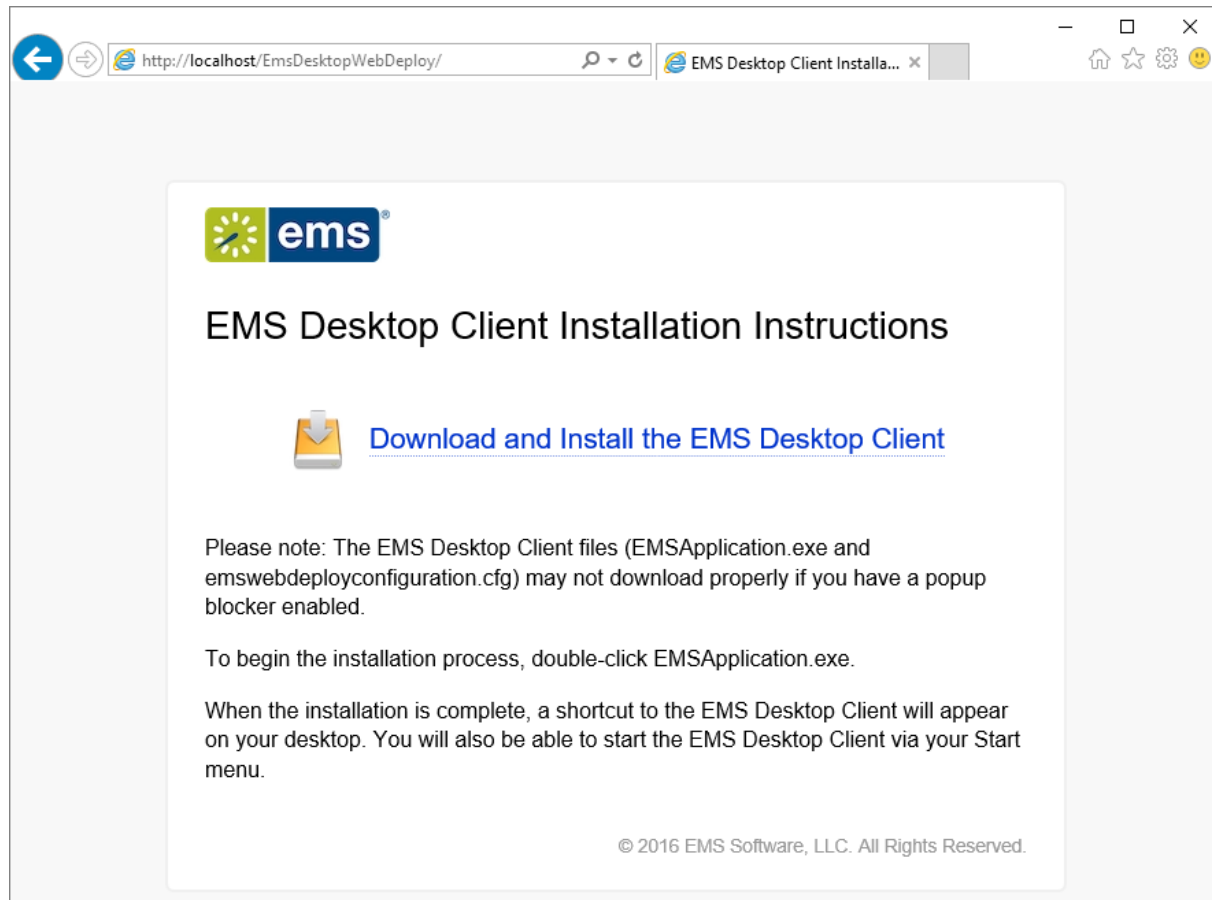 http://localhost/EmsDesktopWebDeploy/
EMS Desktop Client Installa...
ems®
EMS Desktop Client Installation Instructions
Download and Install the EMS Desktop Client
Please note: The EMS Desktop Client files (EMSApplication.exe and
emswebdeployconfiguration.cfg) may not download properly if you have a popup
blocker enabled.
To begin the installation process, double-click EMSApplication.exe.
When the installation is complete, a shortcut to the EMS Desktop Client will appear
on your desktop. You will also be able to start the EMS Desktop Client via your Start
menu.
© 2016 EMS Software, LLC. All Rights Reserved.